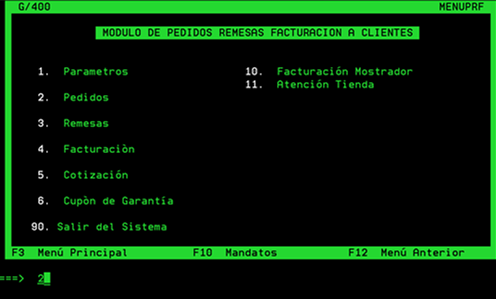 G/400 MENUPRF
MODULO DE PEDIDOS REMESAS FACTURACION A CLIENTES
1. Parametros 10. Facturación Mostrador
2. Pedidos 11. Atención Tienda
3. Remesas
4. Facturaciòn
5. Cotización
6. Cupòn de Garantía
90. Salir del Sistema
F3 Menú Principal F10 Mandatos F12 Menú Anterior
===> 2